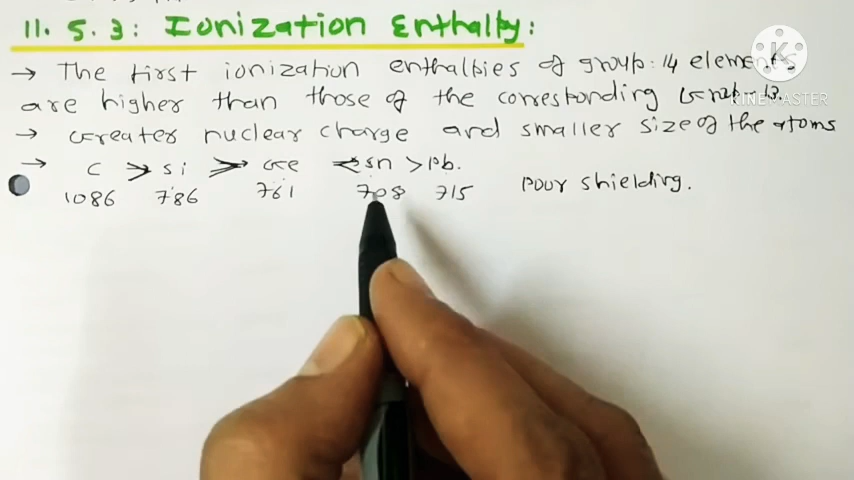 11. 5.3: Ionization Enthalpy:
→ The first ionization enthalpies of group: 14 elements
are higher than those of the corresponding Group-13.
→ Greater nuclear charge and smaller size of the atoms
→ C > Si > Ge Sn > Pb.
1086 786 761 708 715 poor shielding.
KINEMASTER